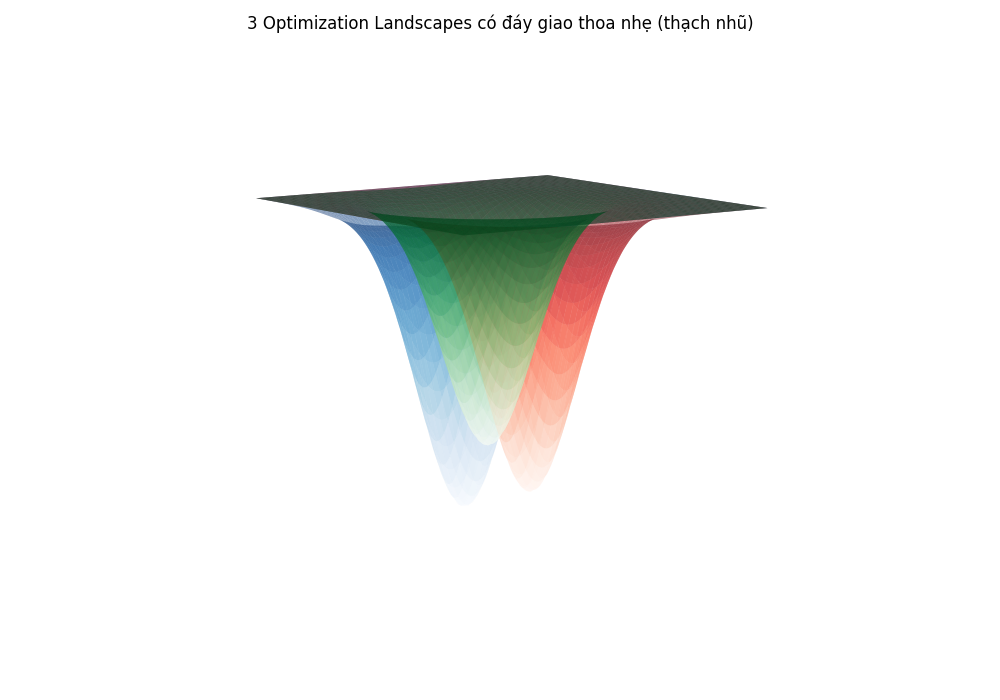 3 Optimization Landscapes có đáy giao thoa nhẹ (thạch nhũ)